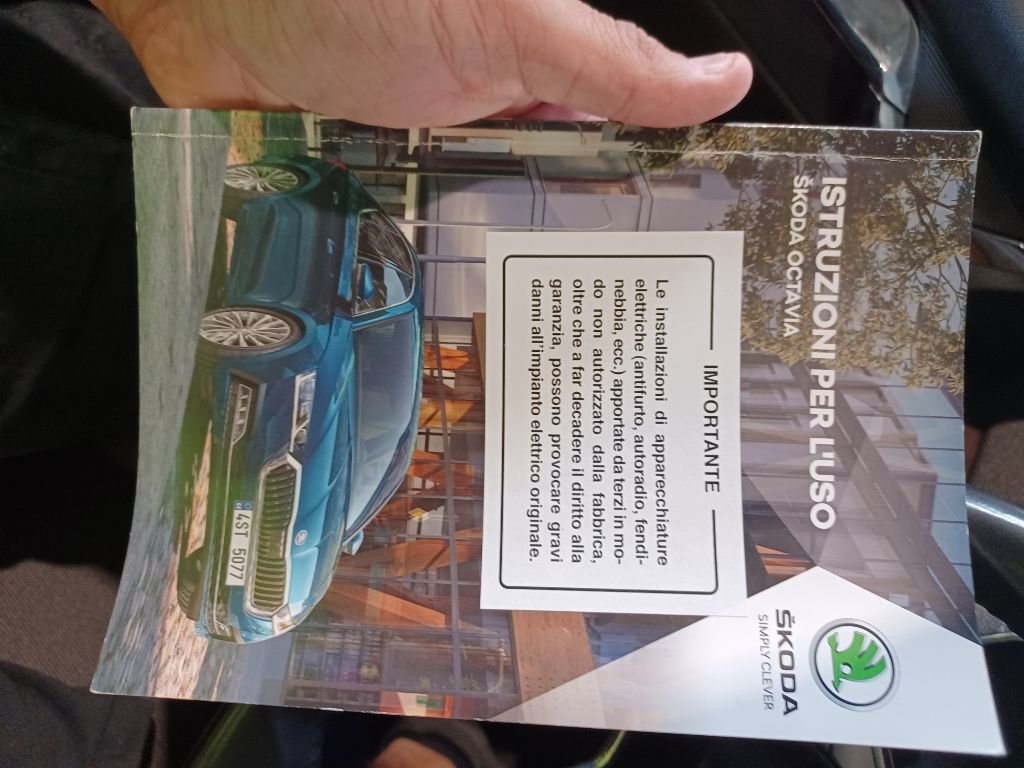 ISTRUZIONI PER L'USO
ŠKODA OCTAVIA
ŠKODA
SIMPLY CLEVER
IMPORTANTE
Le installazioni di apparecchiature
elettriche (antifurto, autoradio, fendi-
nebbia, ecc.) apportate da terzi in mo-
do non autorizzato dalla fabbrica,
oltre che a far decadere il diritto alla
garanzia, possono provocare gravi
danni all'impianto elettrico originale.
4ST 5077